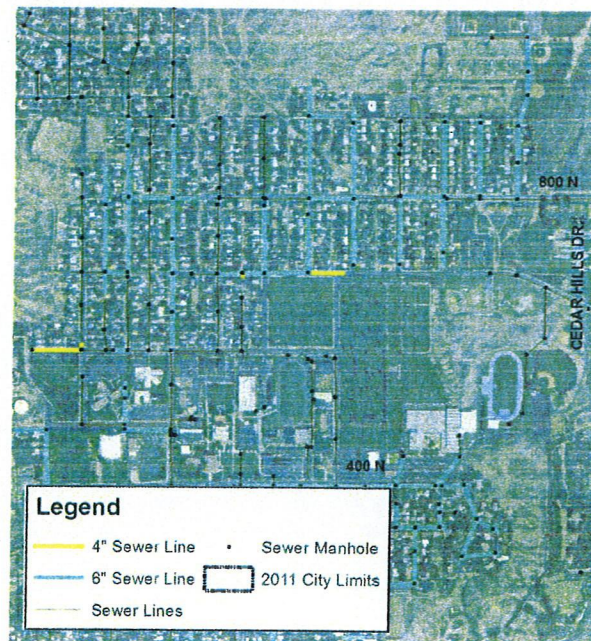 800 N
CEDAR HILLS DR.
400 N
Legend
4" Sewer Line
Sewer Manhole
6" Sewer Line
2011 City Limits
Sewer Lines